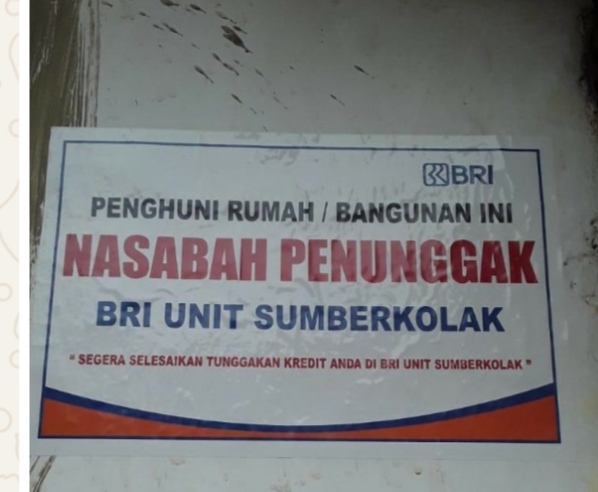 BRI
PENGHUNI RUMAH / BANGUNAN INI
NASABAH PENUNGGAK
BRI UNIT SUMBERKOLAK
" SEGERA SELESAIKAN TUNGGAKAN KREDIT ANDA DI BRI UNIT SUMBERKOLAK "